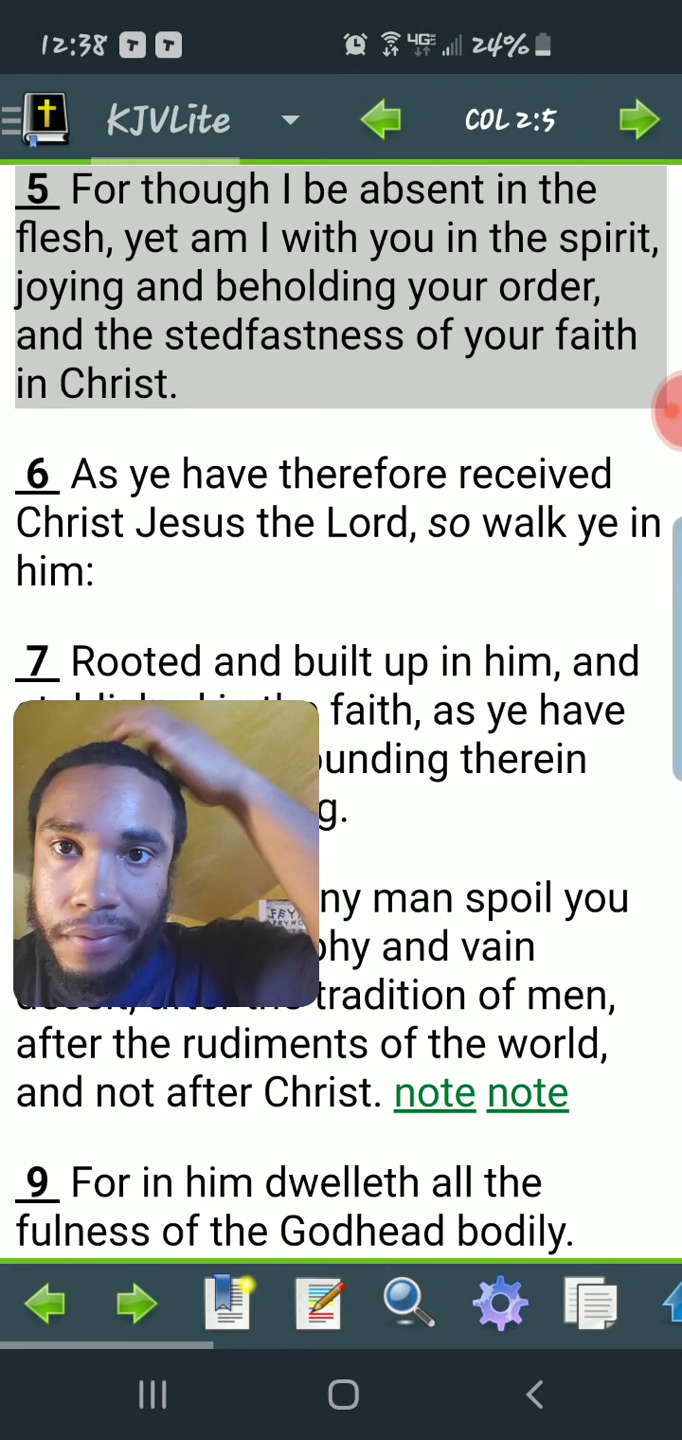 12:38 T T 4GE 24%
KJVLite COL 2:5
5 For though I be absent in the
flesh, yet am I with you in the spirit,
joying and beholding your order,
and the stedfastness of your faith
in Christ.
6 As ye have therefore received
Christ Jesus the Lord, so walk ye in
him:
7 Rooted and built up in him, and
faith, as ye have
unding therein
g.
ny man spoil you
phy and vain
tradition of men,
after the rudiments of the world,
and not after Christ. note note
9 For in him dwelleth all the
fulness of the Godhead bodily.